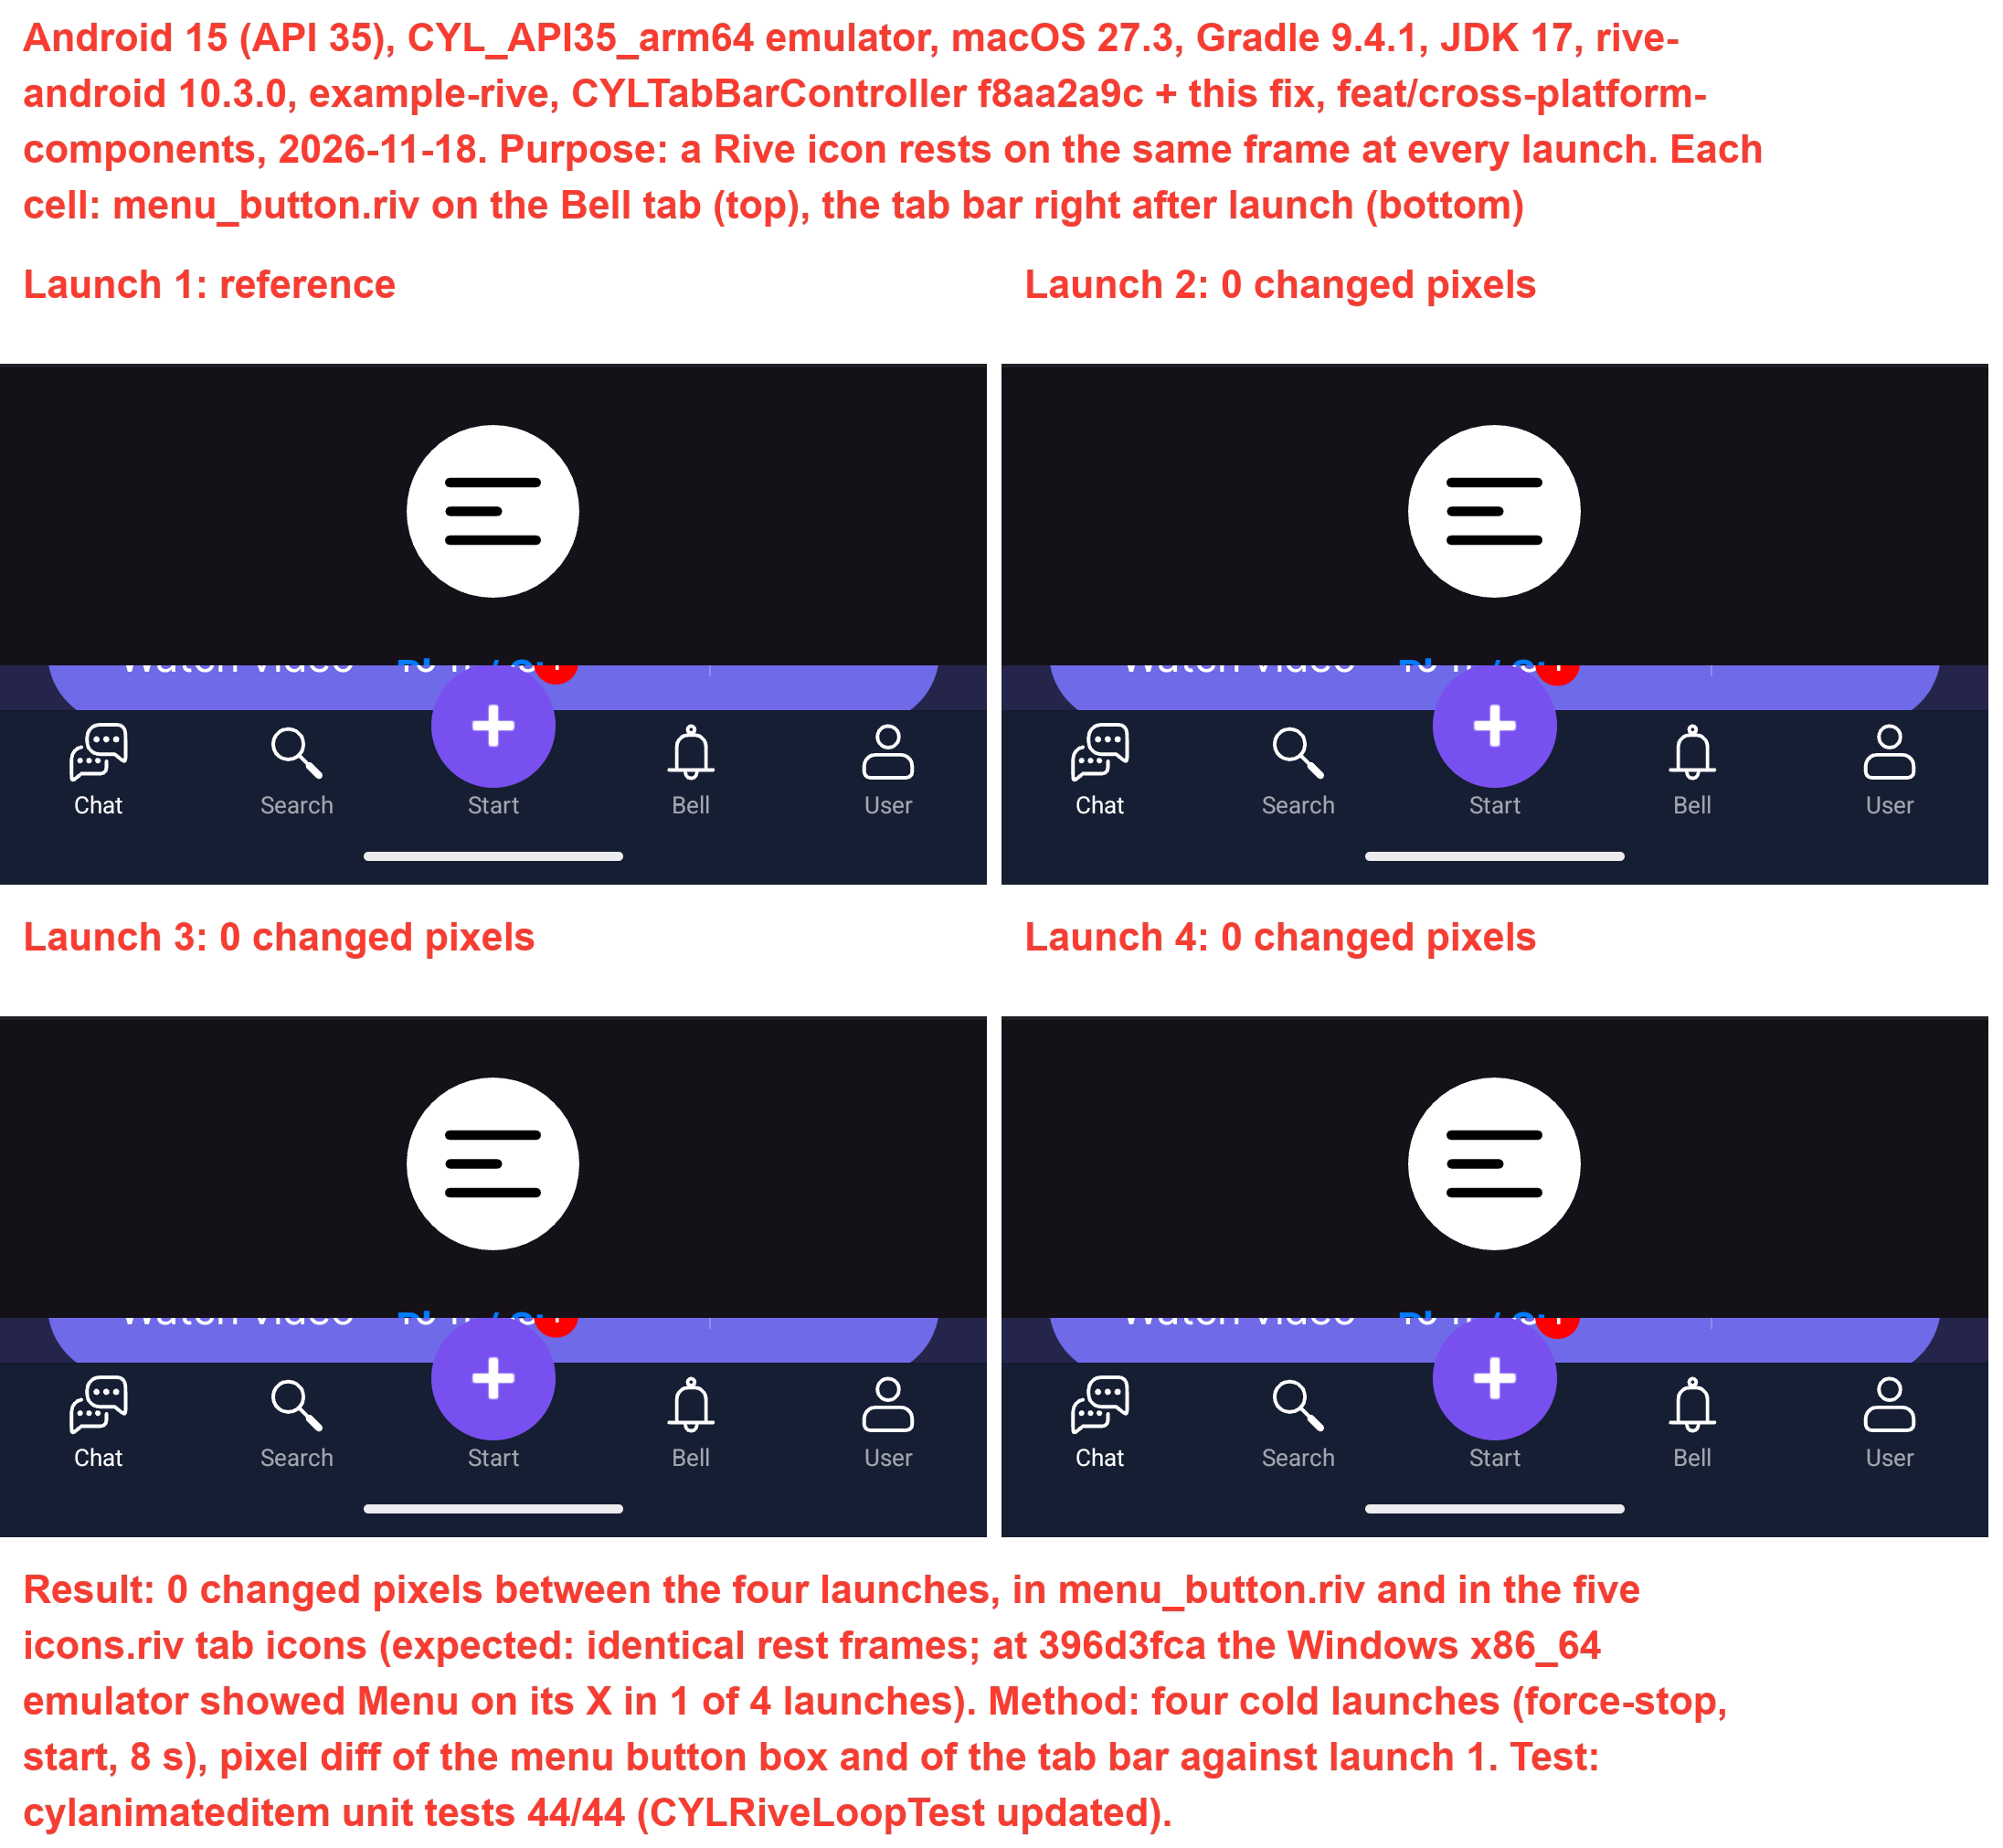 Android 15 (API 35), CYL_API35_arm64 emulator, macOS 27.3, Gradle 9.4.1, JDK 17, rive-
android 10.3.0, example-rive, CYLTabBarController f8aa2a9c + this fix, feat/cross-platform-
components, 2026-11-18. Purpose: a Rive icon rests on the same frame at every launch. Each
cell: menu_button.riv on the Bell tab (top), the tab bar right after launch (bottom)
Launch 1: reference
Launch 2: 0 changed pixels
Watch video
Watch video
Chat Search Start Bell User
Chat Search Start Bell User
Launch 3: 0 changed pixels
Launch 4: 0 changed pixels
Watch video
Watch video
Chat Search Start Bell User
Chat Search Start Bell User
Result: 0 changed pixels between the four launches, in menu_button.riv and in the five
icons.riv tab icons (expected: identical rest frames; at 396d3fca the Windows x86_64
emulator showed Menu on its X in 1 of 4 launches). Method: four cold launches (force-stop,
start, 8 s), pixel diff of the menu button box and of the tab bar against launch 1. Test:
cylanimateditem unit tests 44/44 (CYLRiveLoopTest updated).